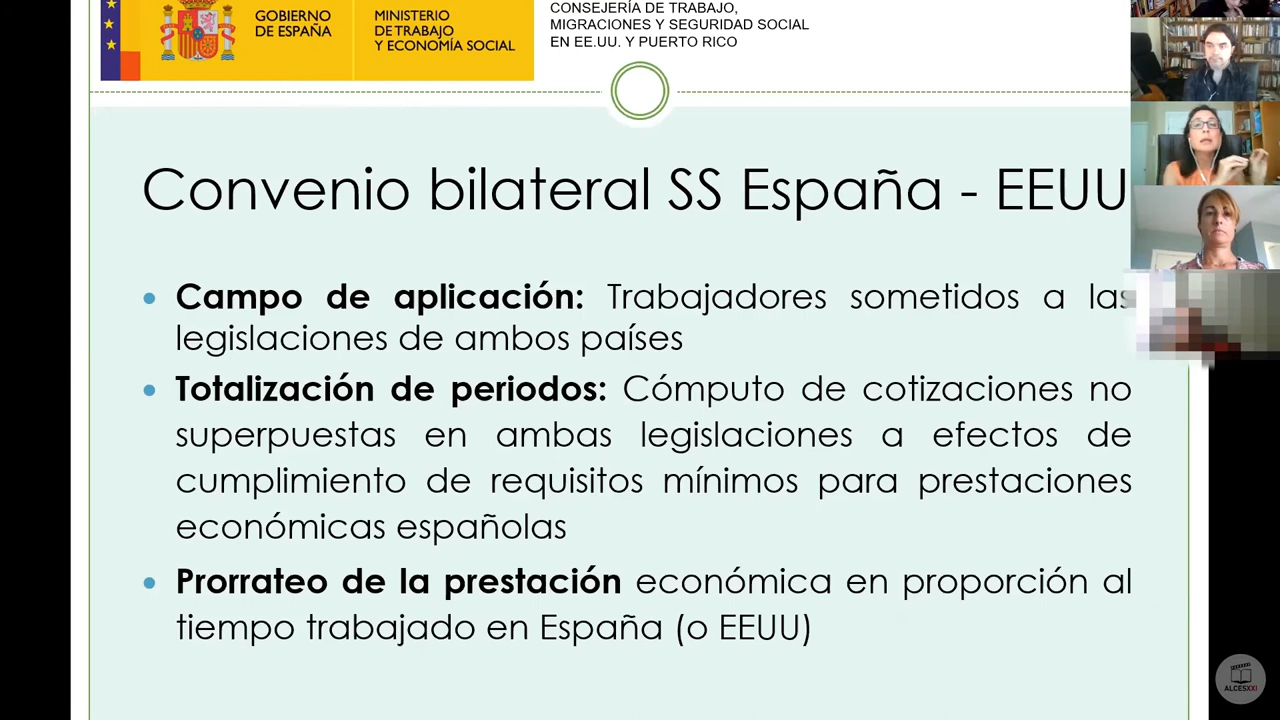 GOBIERNO
DE ESPAÑA
MINISTERIO
DE TRABAJO
Y ECONOMÍA SOCIAL
CONSEJERÍA DE TRABAJO,
MIGRACIONES Y SEGURIDAD SOCIAL
EN EE.UU. Y PUERTO RICO
Convenio bilateral SS España - EEUU
• Campo de aplicación: Trabajadores sometidos a las
legislaciones de ambos países
• Totalización de periodos: Cómputo de cotizaciones no
superpuestas en ambas legislaciones a efectos de
cumplimiento de requisitos mínimos para prestaciones
económicas españolas
• Prorrateo de la prestación económica en proporción al
tiempo trabajado en España (o EEUU)
ALCESXXI